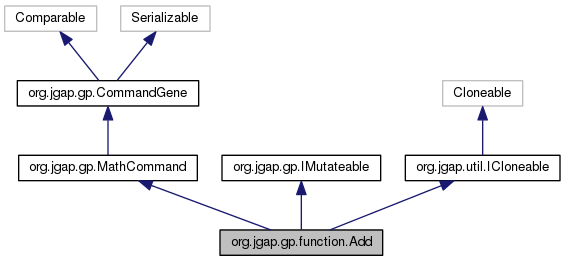 Comparable
Serializable
org.jgap.gp.CommandGene
Cloneable
org.jgap.gp.MathCommand
org.jgap.gp.IMutateable
org.jgap.util.ICloneable
org.jgap.gp.function.Add